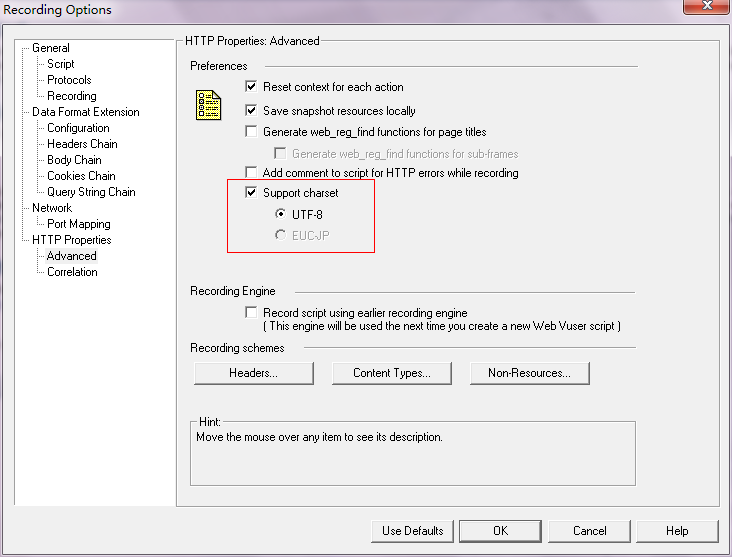 Recording Options
General
Script
Protocols
Recording
Data Format Extension
Configuration
Headers Chain
Body Chain
Cookies Chain
Query String Chain
Network
Port Mapping
HTTP Properties
Advanced
Correlation
HTTP Properties: Advanced
Preferences
Reset context for each action
Save snapshot resources locally
Generate web_reg_find functions for page titles
Generate web_reg_find functions for sub-frames
Add comment to script for HTTP errors while recording
Support charset
UTF-8
EUC-JP
Recording Engine
Record script using earlier recording engine
( This engine will be used the next time you create a new Web Vuser script )
Recording schemes
Headers... Content Types... Non-Resources...
Hint:
Move the mouse over any item to see its description.
Use Defaults OK Cancel Help